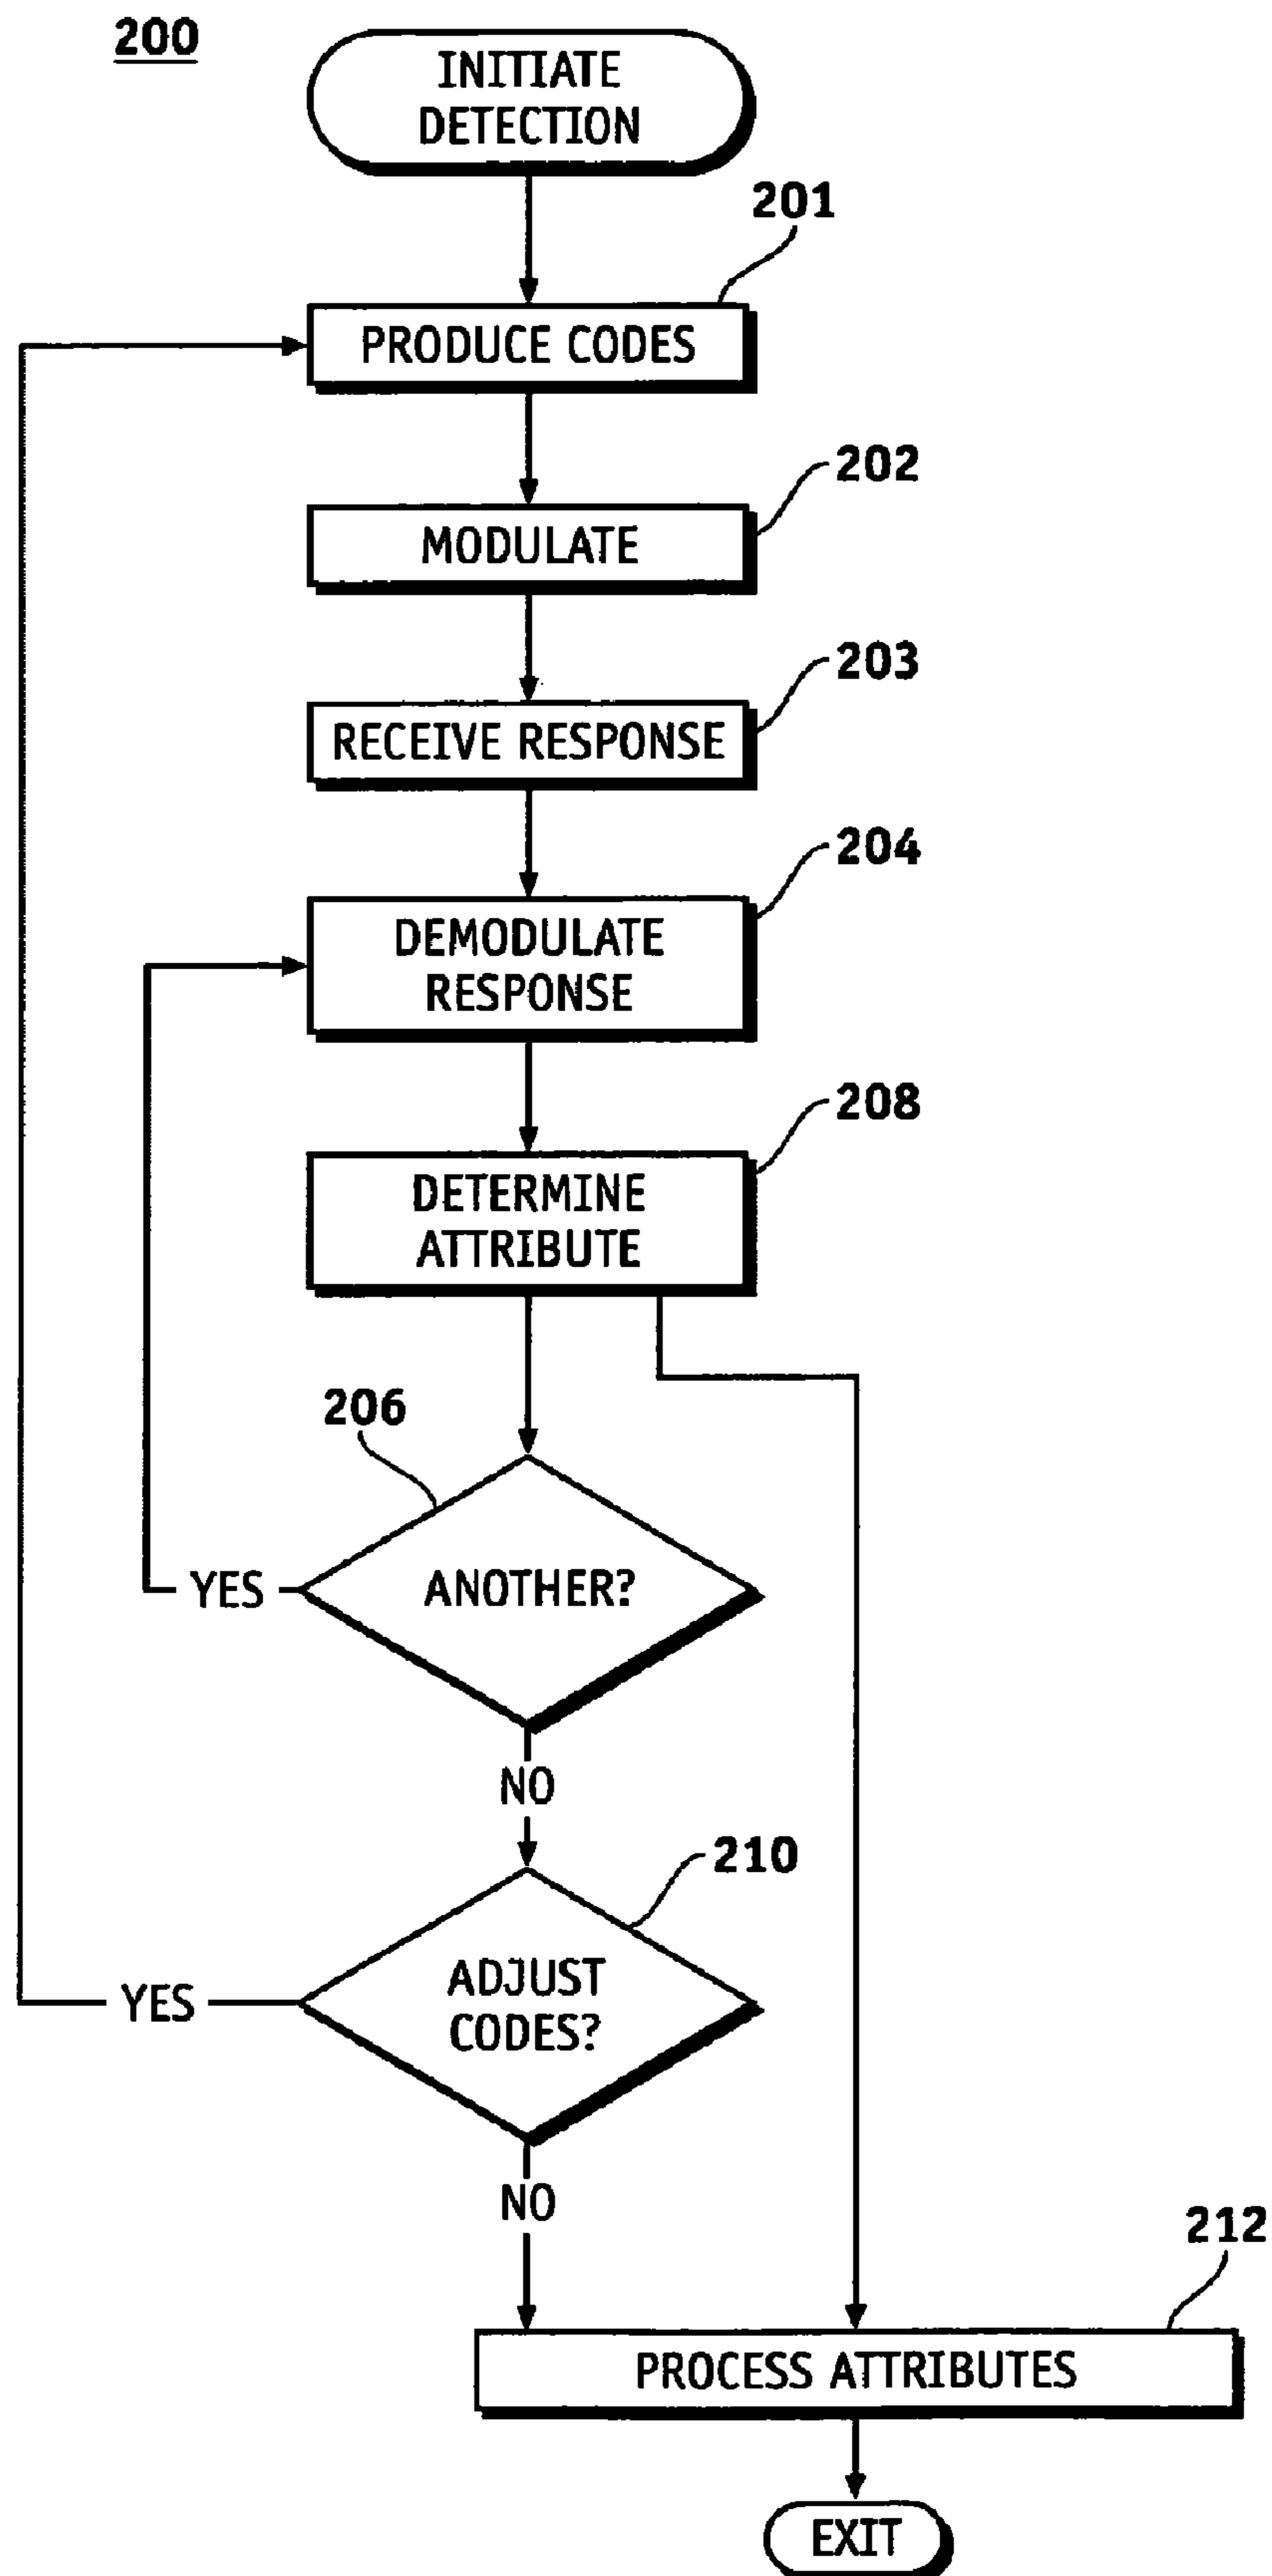 200
INITIATE
DETECTION
201
PRODUCE CODES
202
MODULATE
203
RECEIVE RESPONSE
204
DEMODULATE
RESPONSE
208
DETERMINE
ATTRIBUTE
206
ANOTHER?
YES
NO
210
ADJUST
CODES?
YES
NO
212
PROCESS ATTRIBUTES
EXIT